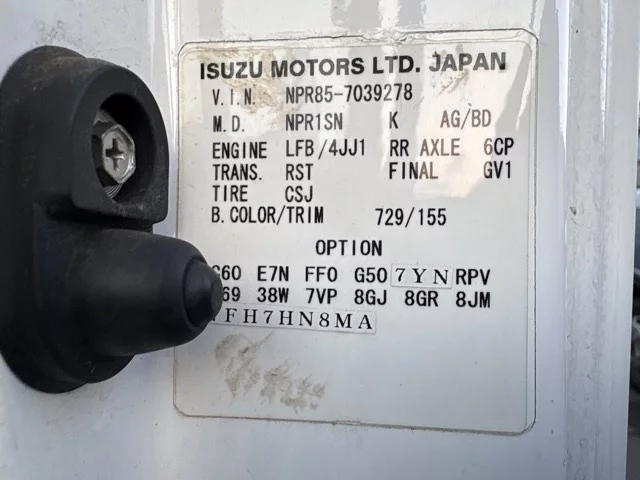 ISUZU MOTORS LTD. JAPAN
V.I.N. NPR85-7039278
M.D. NPR1SN K AG/BD
ENGINE LFB/4JJ1 RR AXLE 6CP
TRANS. RST FINAL GV1
TIRE CSJ
B.COLOR/TRIM 729/155
OPTION
E7N FF0 G50 7YN RPV
38W 7VP 8GJ 8GR 8JM
FH7HN8MA